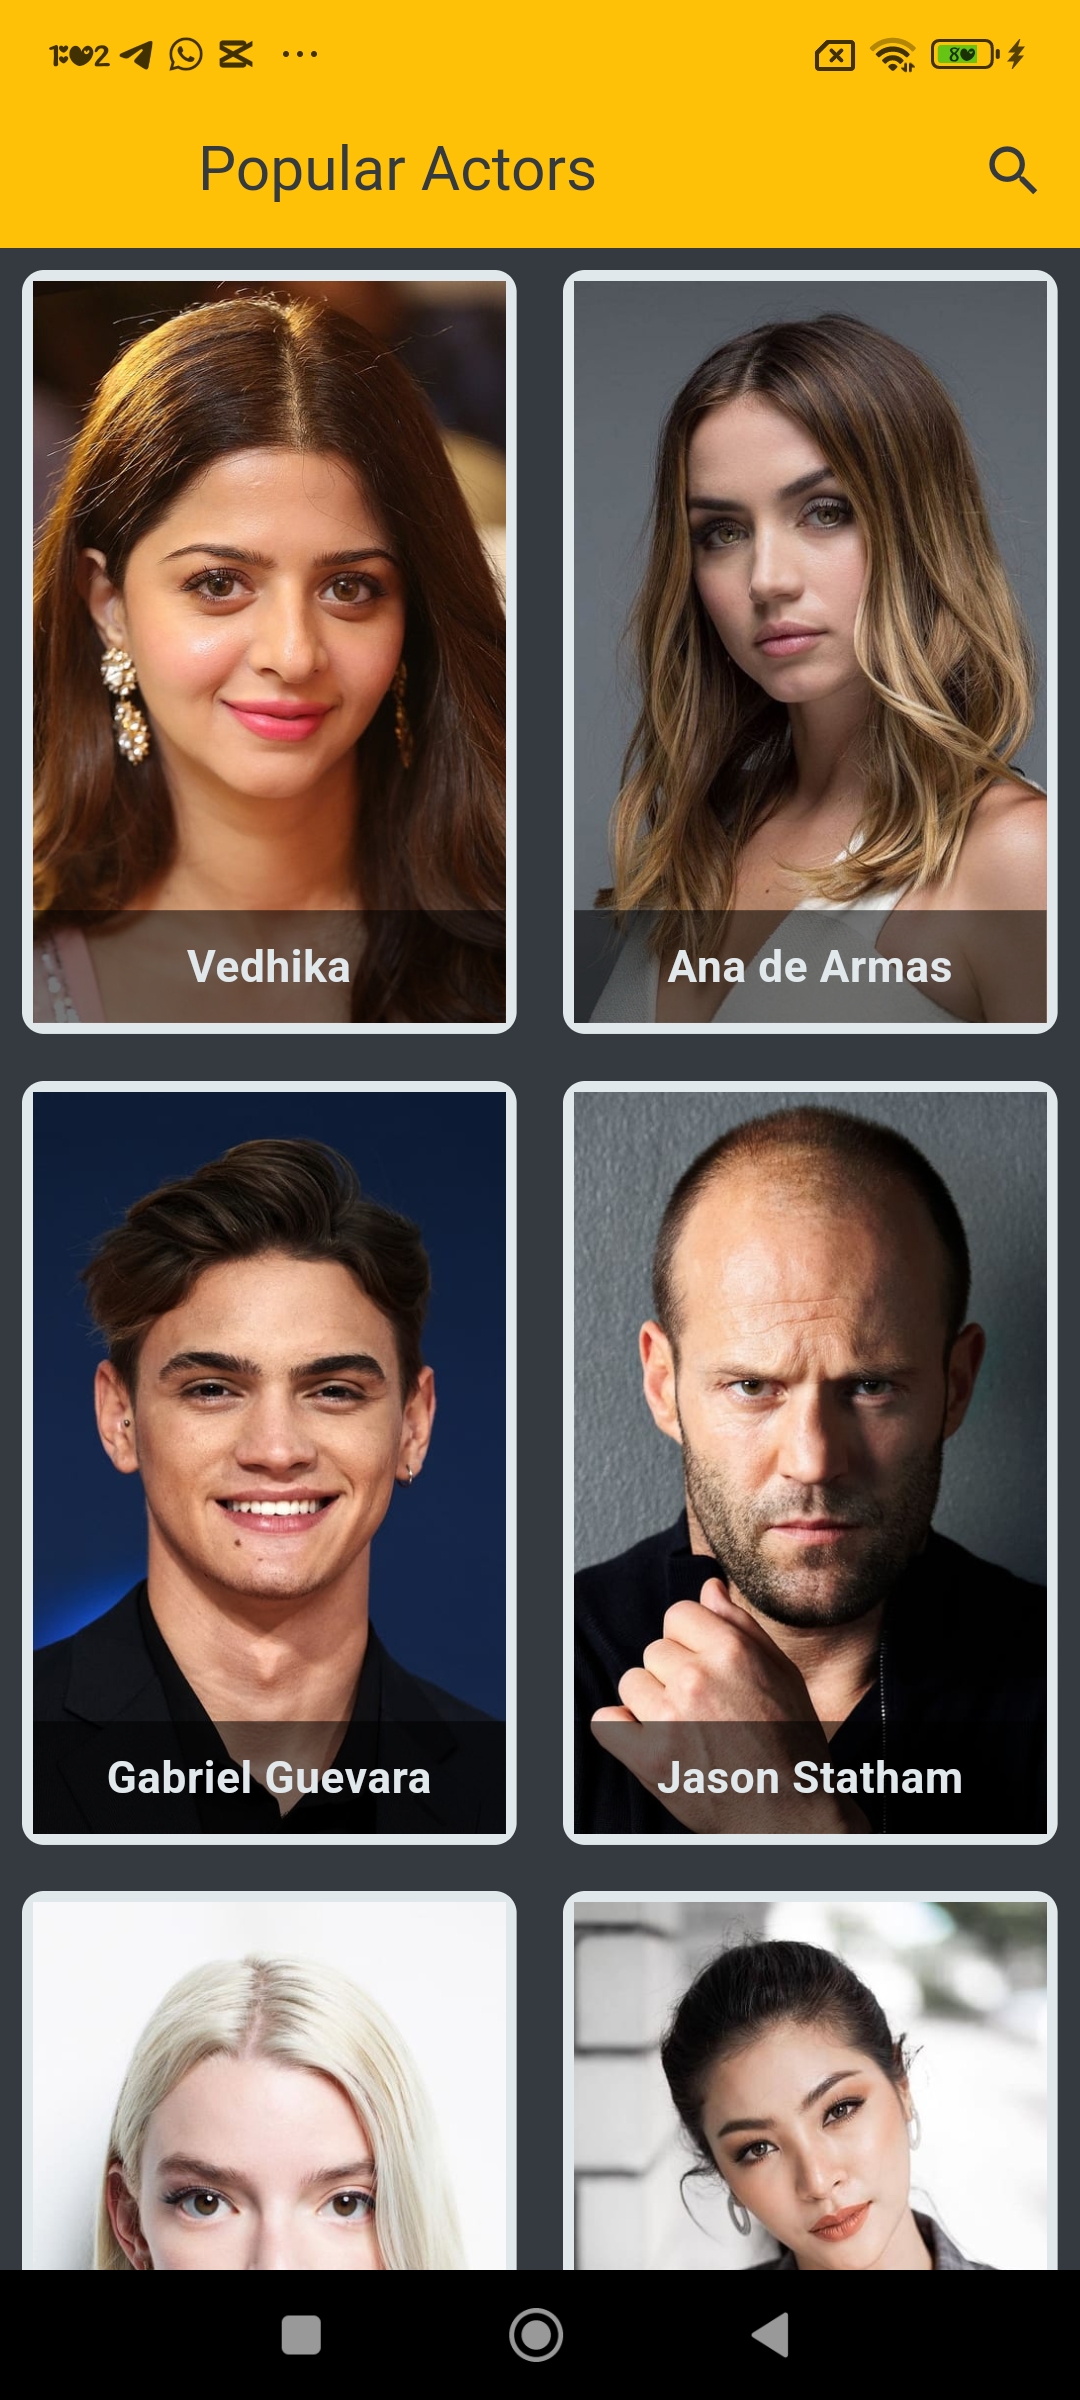 Popular Actors
Vedhika
Ana de Armas
Gabriel Guevara
Jason Statham